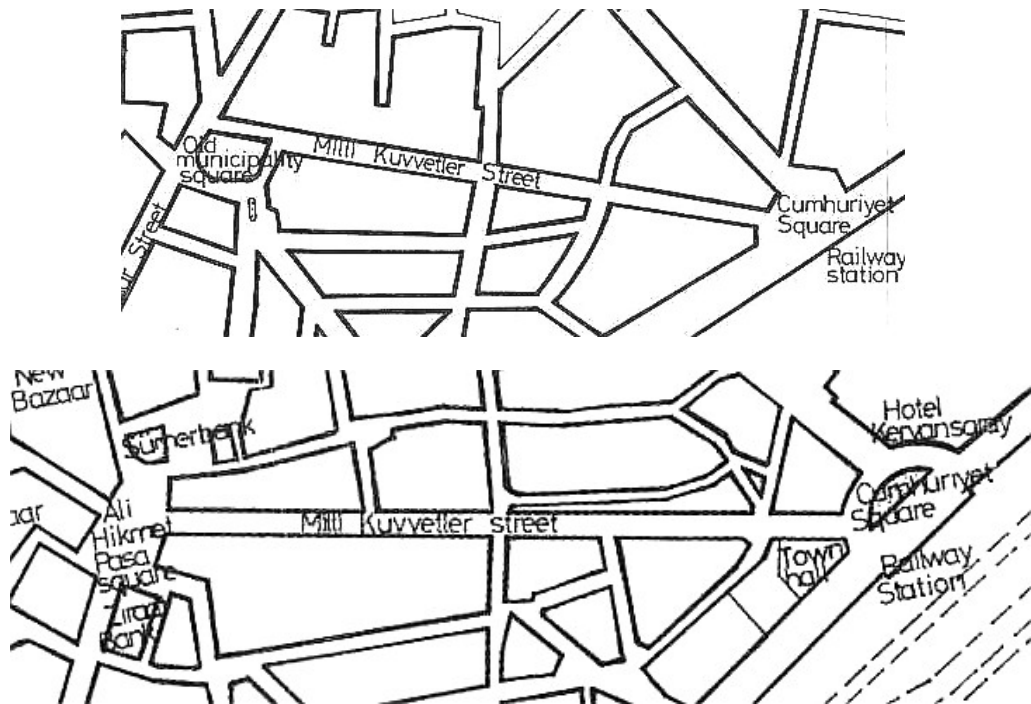 Old
municipality
square
Milli Kuvvetler Street
Street
Cumhuriyet
Square
Railway
station
New
Bazaar
Sümerbank
Hotel
Kervansaray
Ali
Hikmet
Paşa
square
Milli Kuvvetler street
Cumhuriyet
Square
Town
hall
Railway
Station
Ziraat
Bank